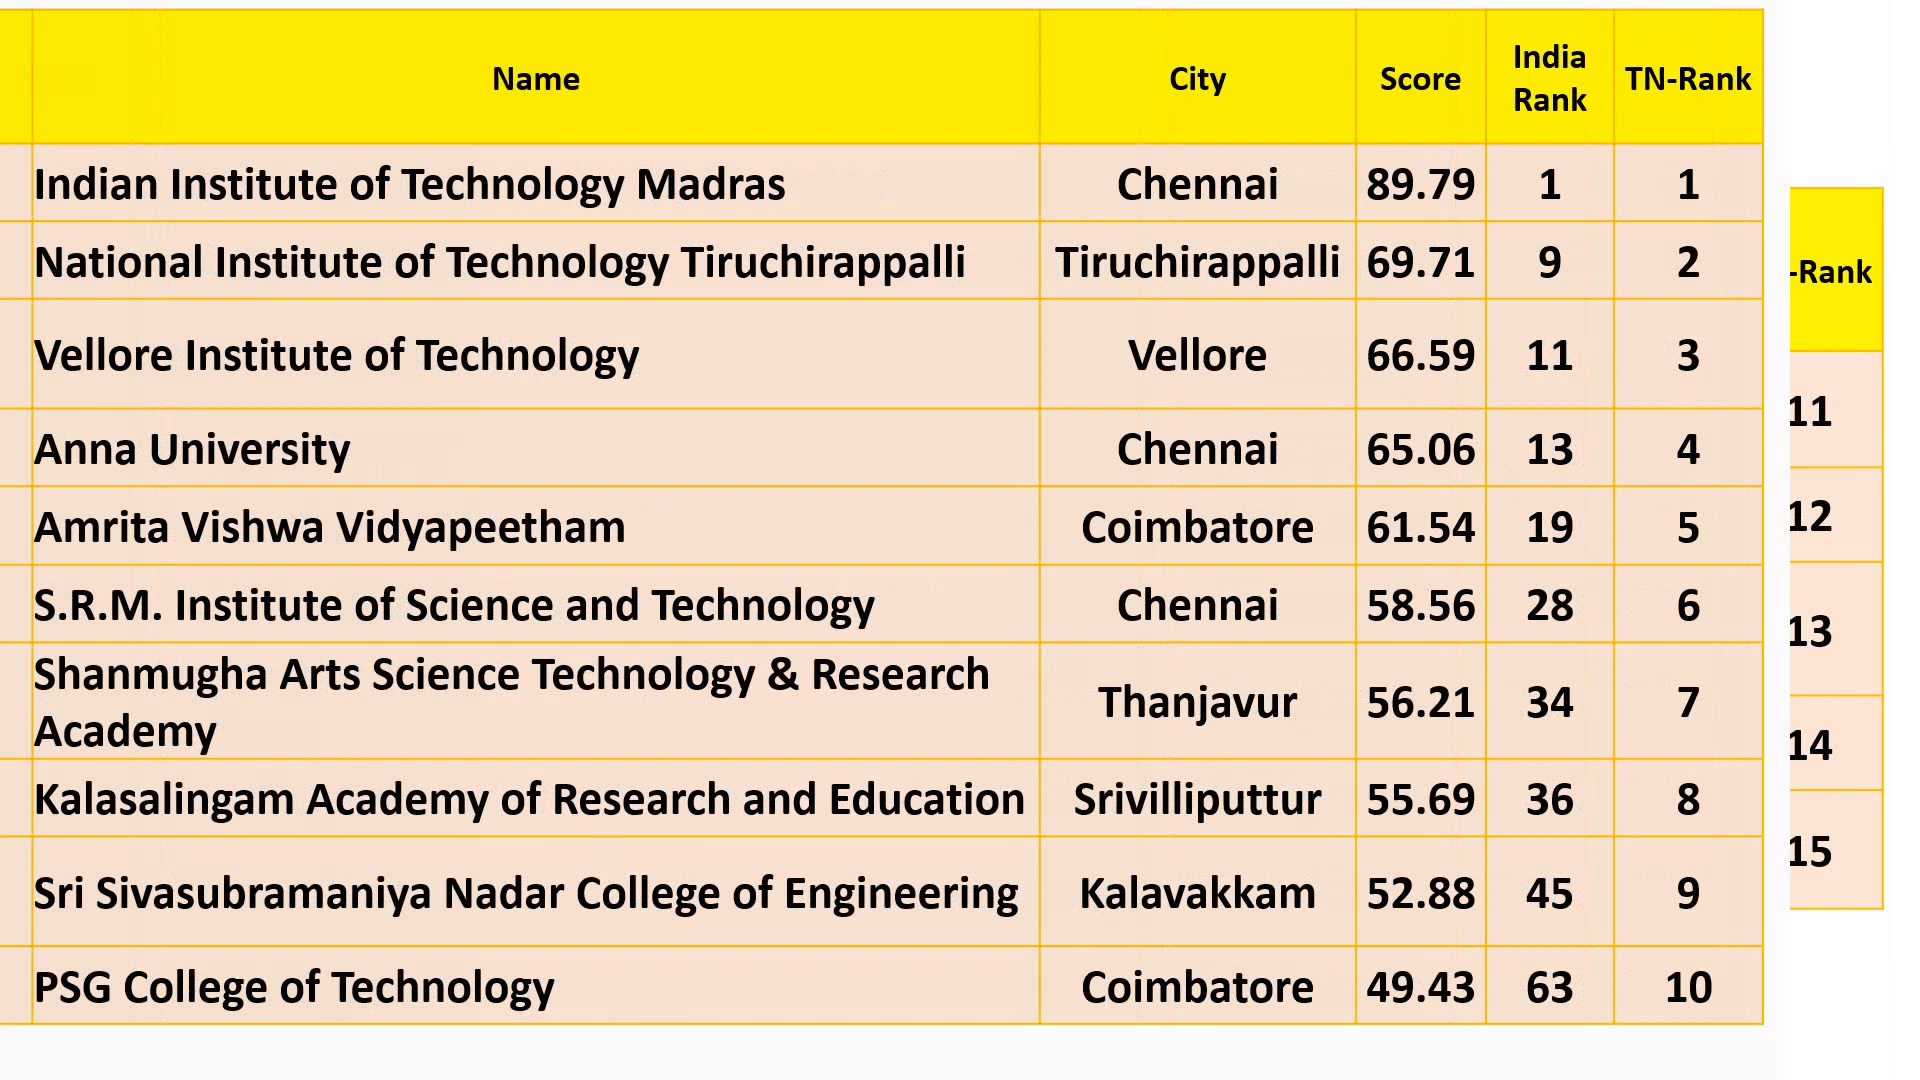 Name City Score India Rank TN-Rank
Indian Institute of Technology Madras Chennai 89.79 1 1
National Institute of Technology Tiruchirappalli Tiruchirappalli 69.71 9 2
Vellore Institute of Technology Vellore 66.59 11 3
Anna University Chennai 65.06 13 4
Amrita Vishwa Vidyapeetham Coimbatore 61.54 19 5
S.R.M. Institute of Science and Technology Chennai 58.56 28 6
Shanmugha Arts Science Technology & Research
Academy Thanjavur 56.21 34 7
Kalasalingam Academy of Research and Education Srivilliputtur 55.69 36 8
Sri Sivasubramaniya Nadar College of Engineering Kalavakkam 52.88 45 9
PSG College of Technology Coimbatore 49.43 63 10
-Rank
11
12
13
14
15